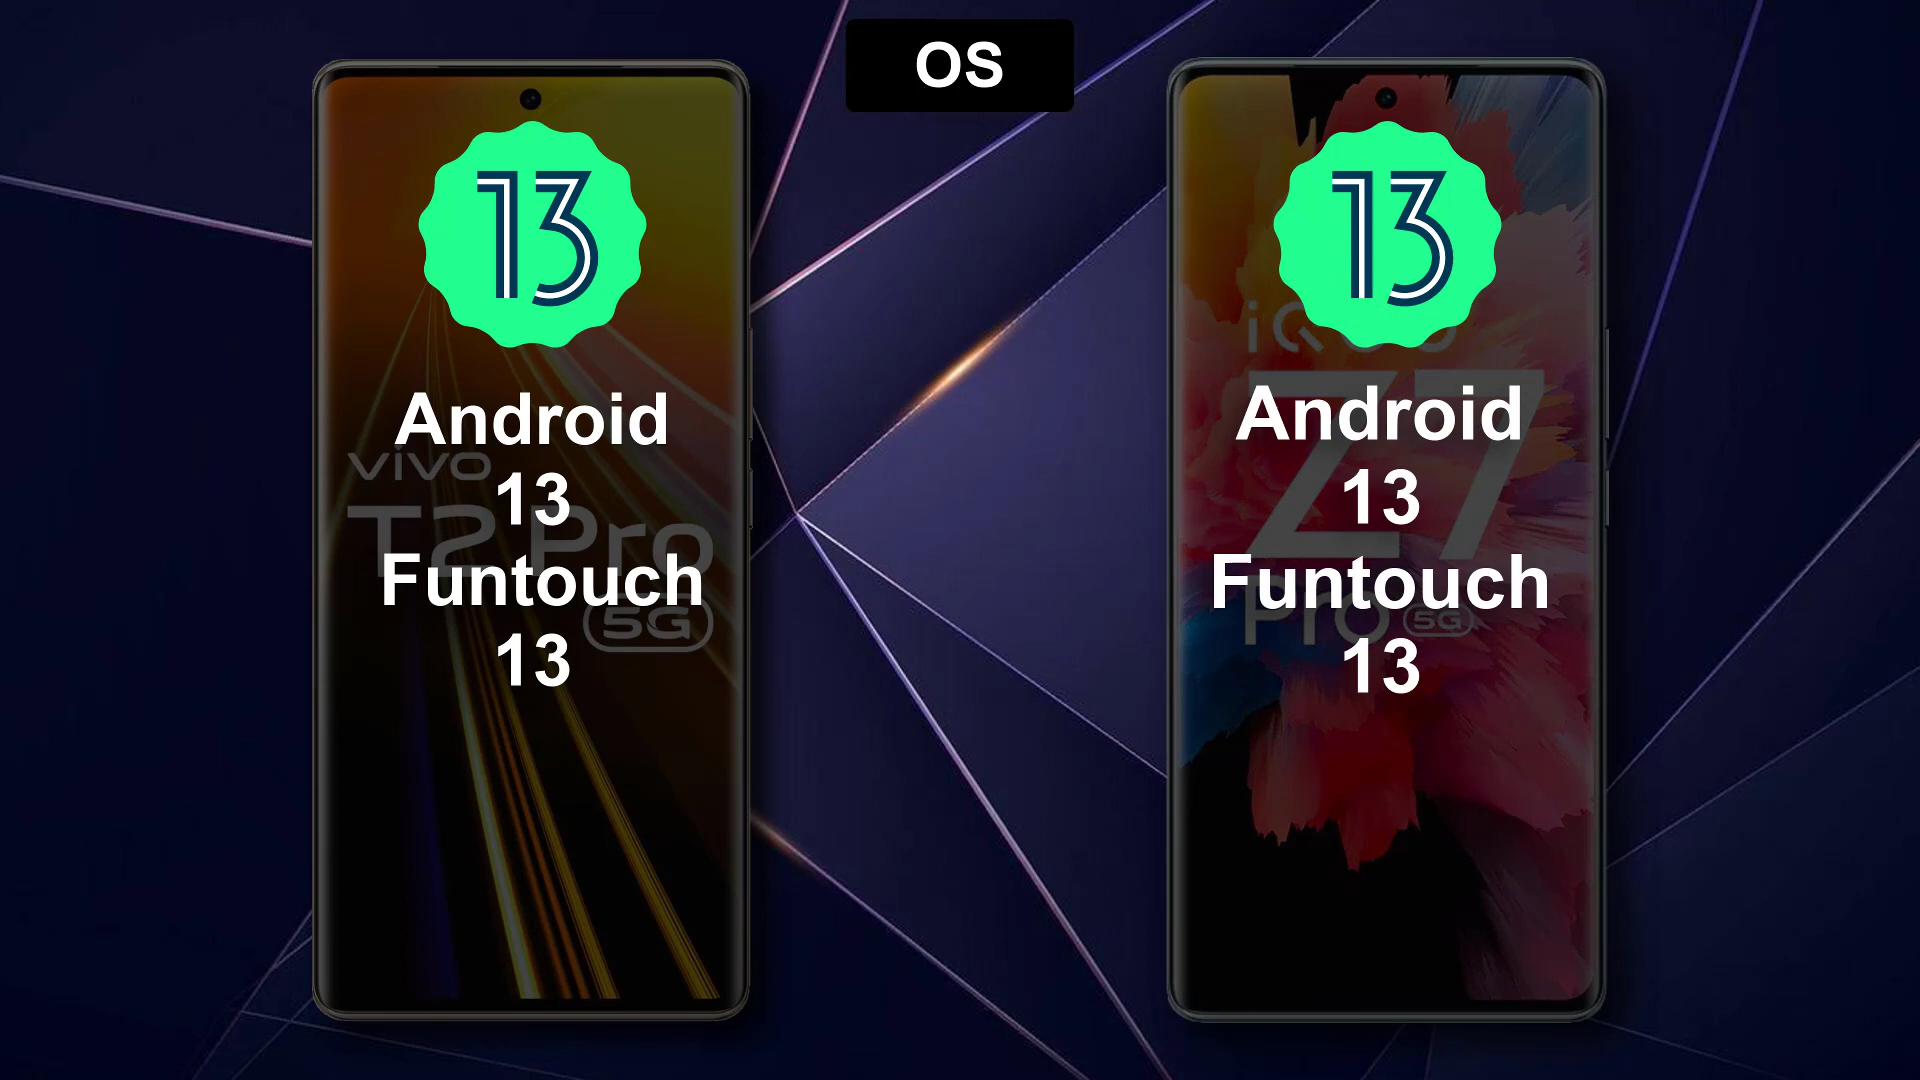 OS
13
Android
13
Funtouch
13
vivo
T2 Pro
5G
13
Android
13
Funtouch
13
iQOO
Z7
Pro 5G